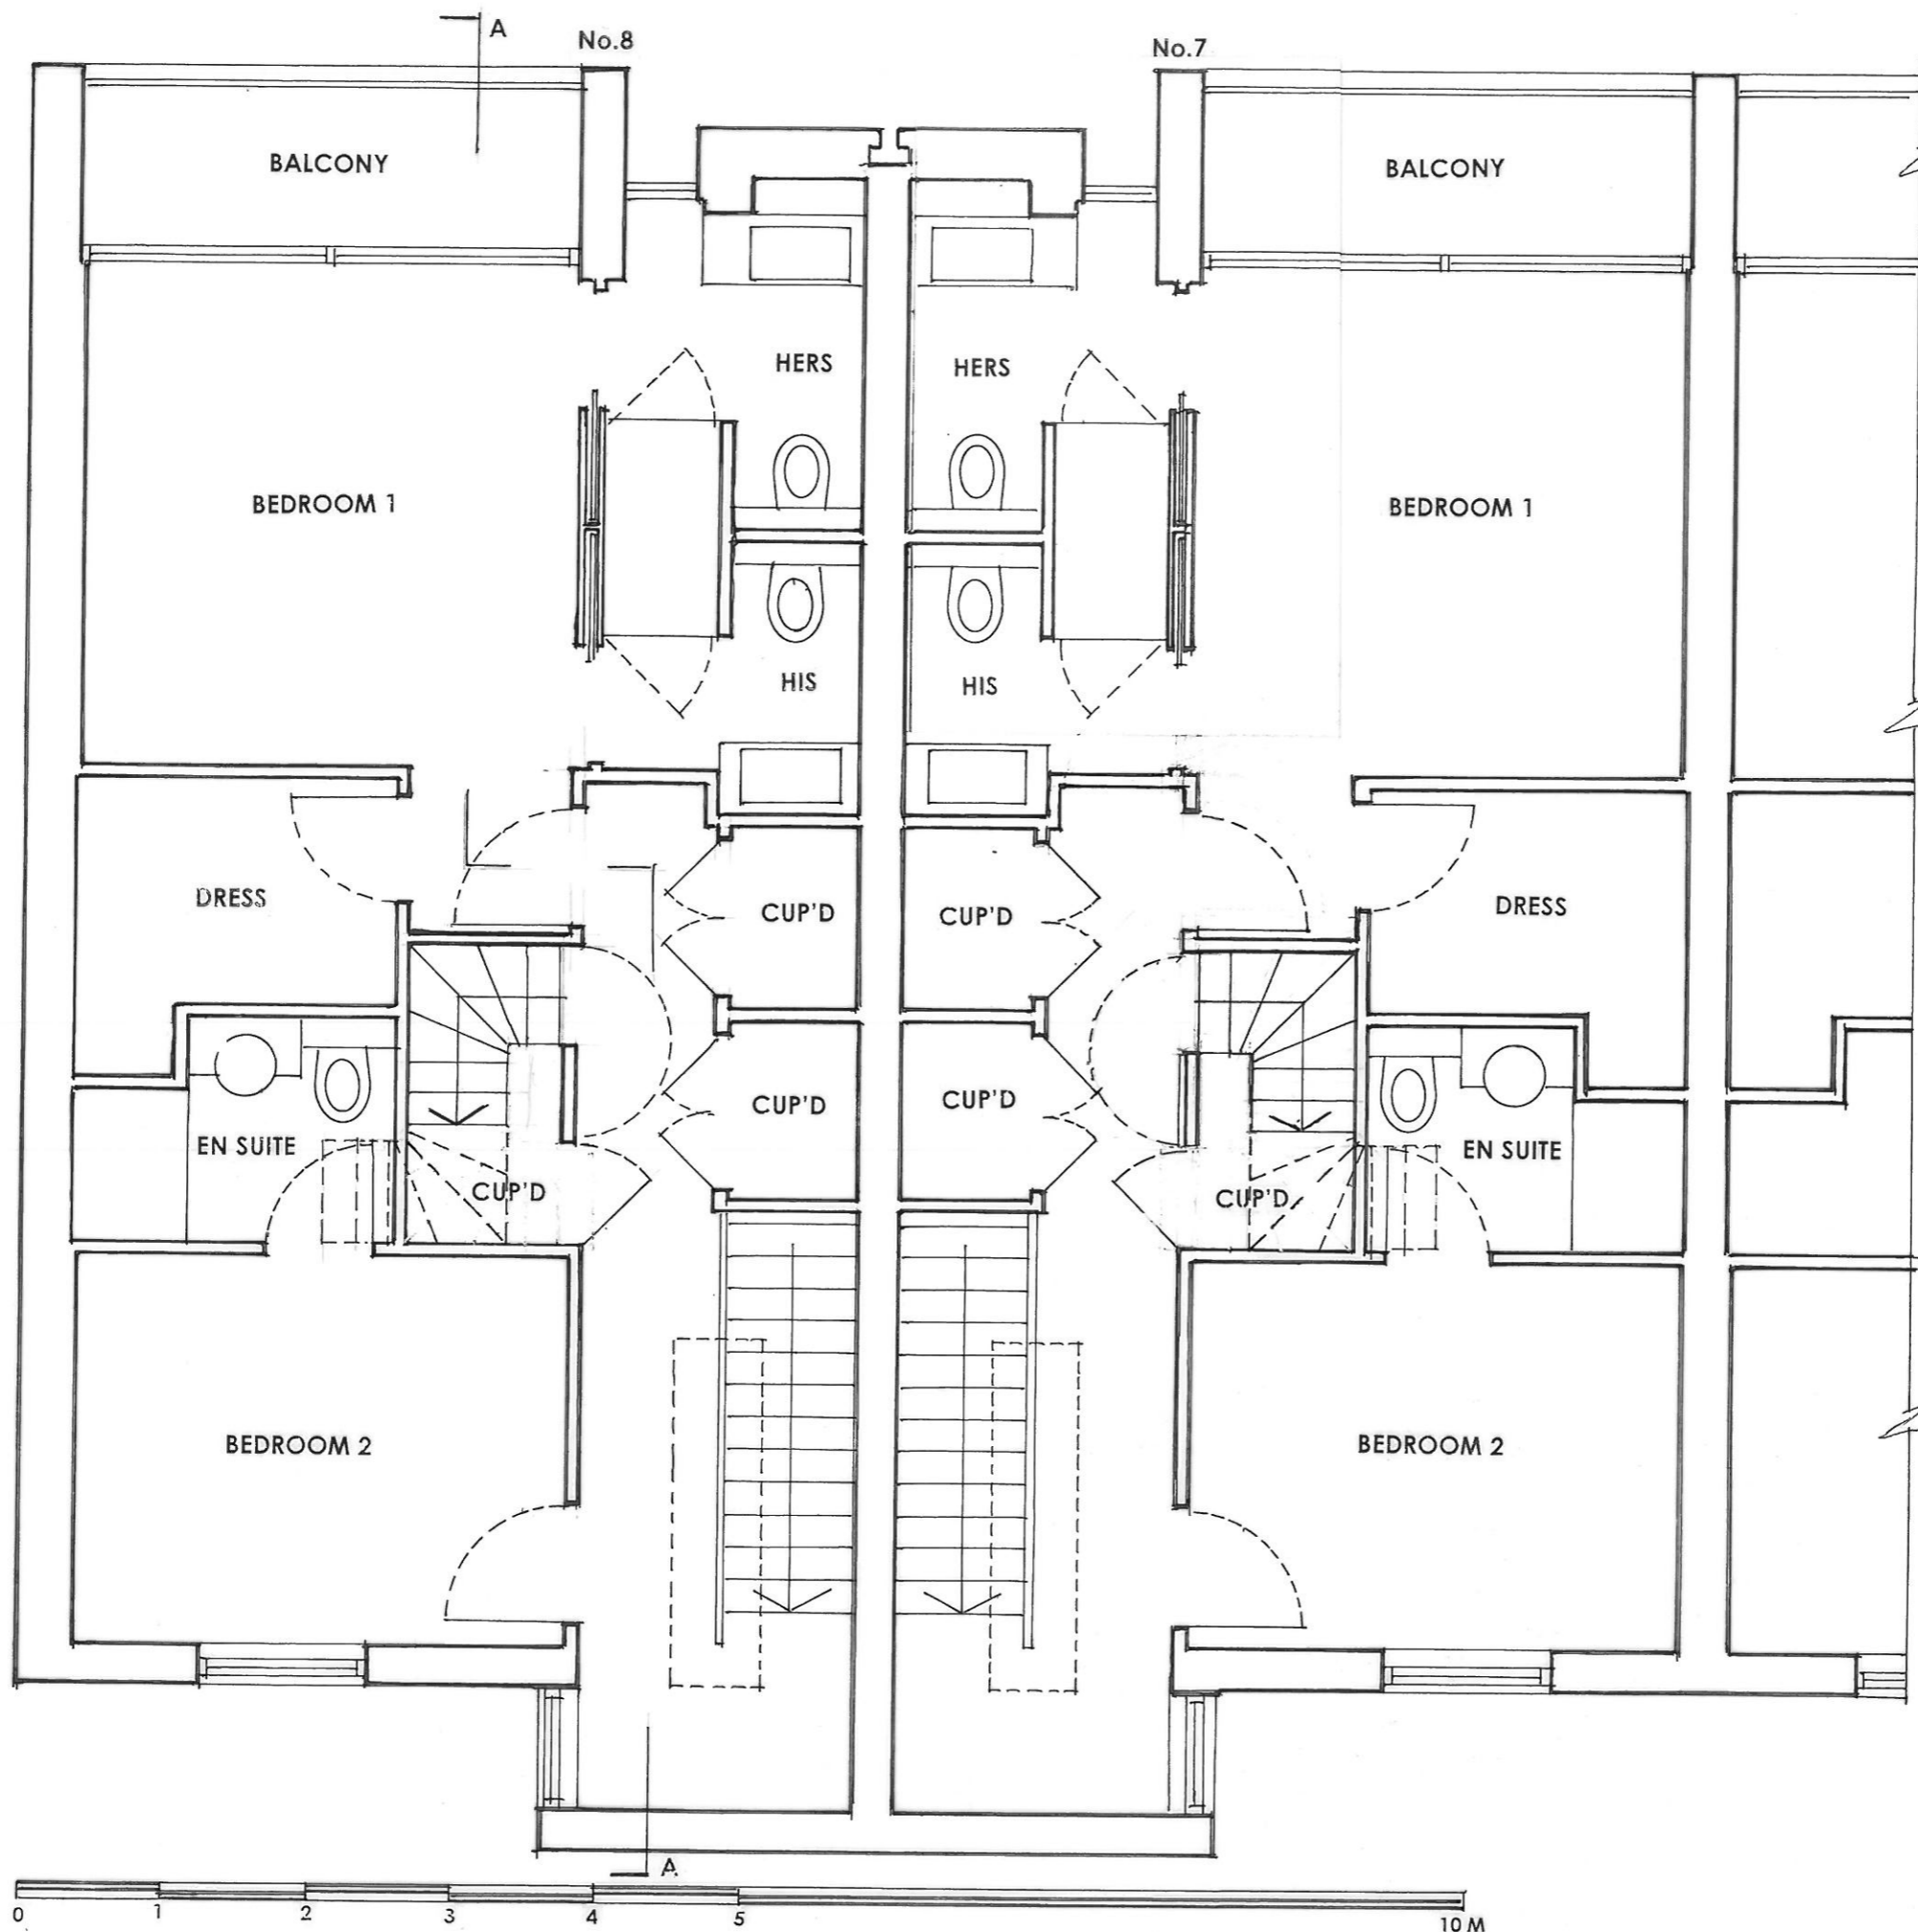 A
No.8
No.7
BALCONY
BALCONY
HERS
HERS
BEDROOM 1
BEDROOM 1
HIS
HIS
DRESS
CUP'D
CUP'D
DRESS
CUP'D
CUP'D
EN SUITE
EN SUITE
CUP'D
CUP'D
BEDROOM 2
BEDROOM 2
A
0 1 2 3 4 5 10 M